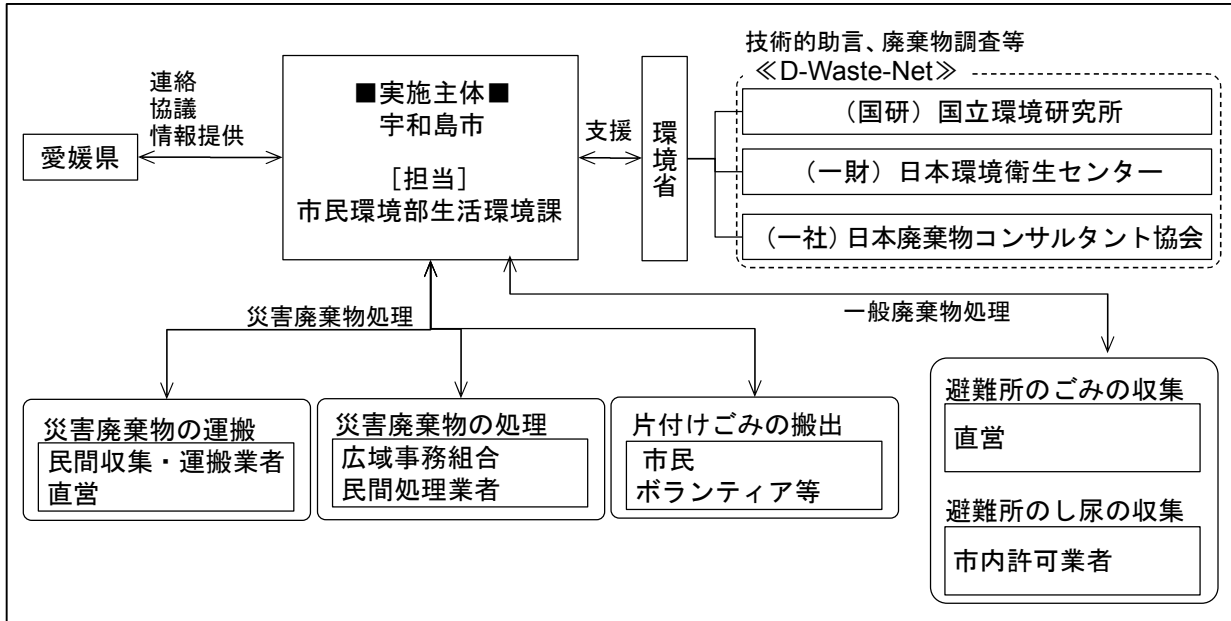 技術的助言、廃棄物調査等
≪D-Waste-Net≫
連絡
協議
情報提供
愛媛県
■実施主体■
宇和島市
［担当］
市民環境部生活環境課
支援
環境省
（国研）国立環境研究所
（一財）日本環境衛生センター
（一社）日本廃棄物コンサルタント協会
災害廃棄物処理
一般廃棄物処理
災害廃棄物の運搬
民間収集・運搬業者
直営
災害廃棄物の処理
広域事務組合
民間処理業者
片付けごみの搬出
市民
ボランティア等
避難所のごみの収集
直営
避難所のし尿の収集
市内許可業者